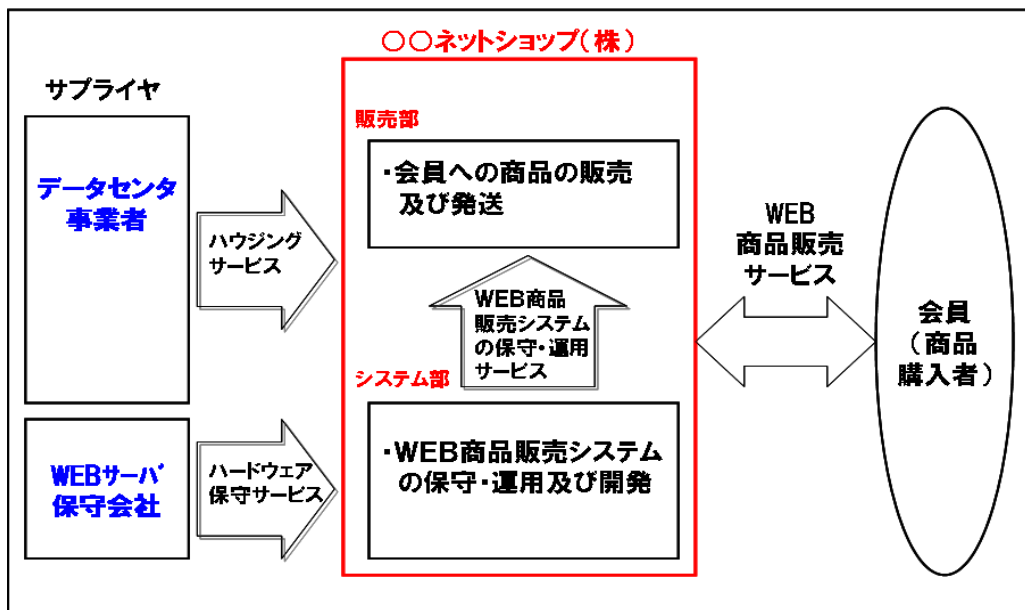 〇〇ネットショップ(株)
サプライヤ
データセンタ
事業者
ハウジング
サービス
WEBサーバ
保守会社
ハードウェア
保守サービス
販売部
・会員への商品の販売
及び発送
WEB商品
販売システム
の保守・運用
サービス
システム部
・WEB商品販売システム
の保守・運用及び開発
WEB
商品販売
サービス
会員
(商品
購入者)